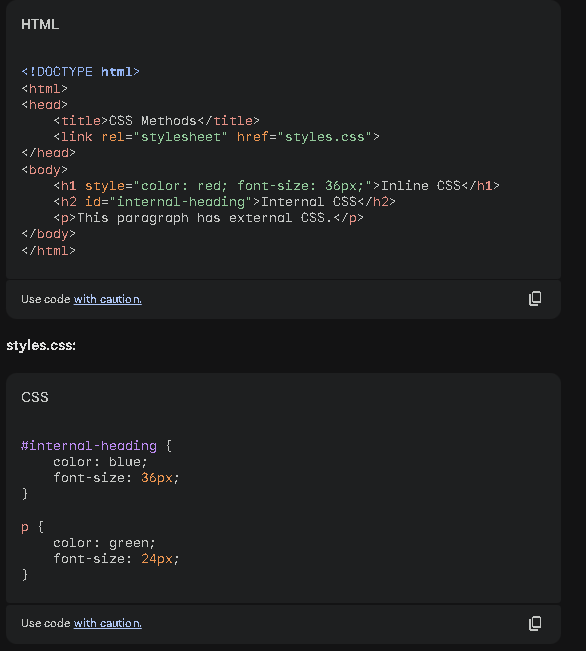 HTML
<!DOCTYPE html>
<html>
<head>
    <title>CSS Methods</title>
    <link rel="stylesheet" href="styles.css">
</head>
<body>
    <h1 style="color: red; font-size: 36px;">Inline CSS</h1>
    <h2 id="internal-heading">Internal CSS</h2>
    <p>This paragraph has external CSS.</p>
</body>
</html>
Use code with caution.
styles.css:
CSS
#internal-heading {
    color: blue;
    font-size: 36px;
}
p {
    color: green;
    font-size: 24px;
}
Use code with caution.